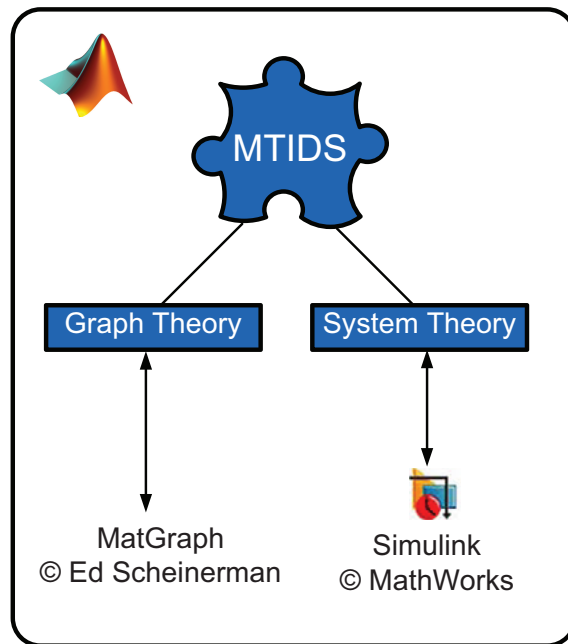 MTIDS
Graph Theory
System Theory
MatGraph
© Ed Scheinerman
Simulink
© MathWorks